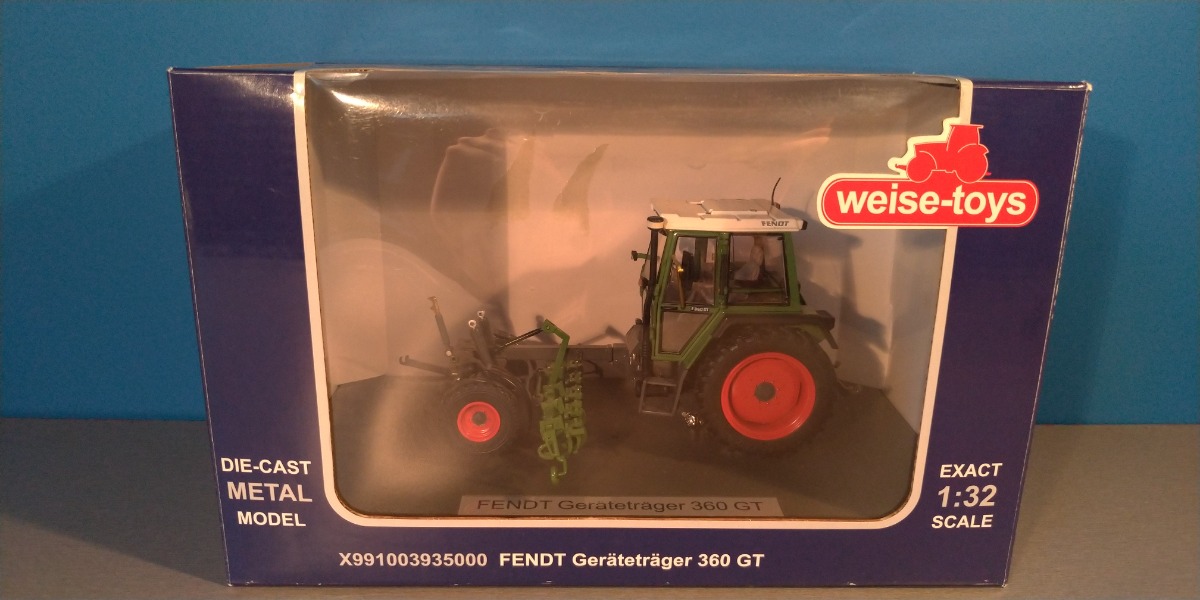 weise-toys
FENDT
DIE-CAST
METAL
MODEL
EXACT
1:32
SCALE
FENDT Geräteträger 360 GT
X991003935000 FENDT Geräteträger 360 GT